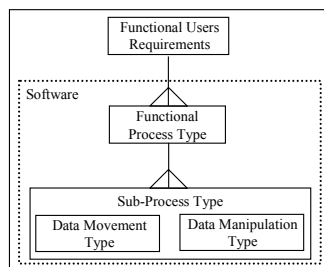 Functional Users
Requirements
Software
Functional
Process Type
Sub-Process Type
Data Movement
Type
Data Manipulation
Type